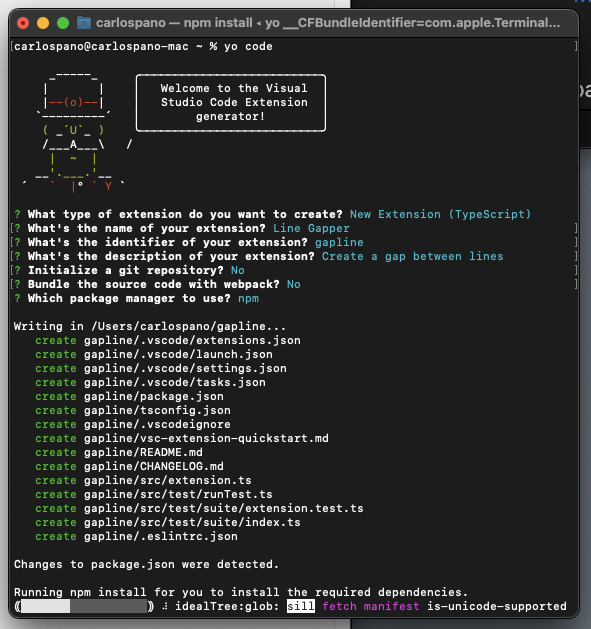 carlospano — npm install ◂ yo __CFBundleIdentifier=com.apple.Terminal...
[carlospano@carlospano-mac ~ % yo code ]
Welcome to the Visual
Studio Code Extension
generator!
? What type of extension do you want to create? New Extension (TypeScript)
[? What's the name of your extension? Line Gapper ]
[? What's the identifier of your extension? gapline ]
[? What's the description of your extension? Create a gap between lines ]
[? Initialize a git repository? No ]
[? Bundle the source code with webpack? No ]
? Which package manager to use? npm
Writing in /Users/carlospano/gapline...
create gapline/.vscode/extensions.json
create gapline/.vscode/launch.json
create gapline/.vscode/settings.json
create gapline/.vscode/tasks.json
create gapline/package.json
create gapline/tsconfig.json
create gapline/.vscodeignore
create gapline/vsc-extension-quickstart.md
create gapline/README.md
create gapline/CHANGELOG.md
create gapline/src/extension.ts
create gapline/src/test/runTest.ts
create gapline/src/test/suite/extension.test.ts
create gapline/src/test/suite/index.ts
create gapline/.eslintrc.json
Changes to package.json were detected.
Running npm install for you to install the required dependencies.
idealTree:glob: sill fetch manifest is-unicode-supported